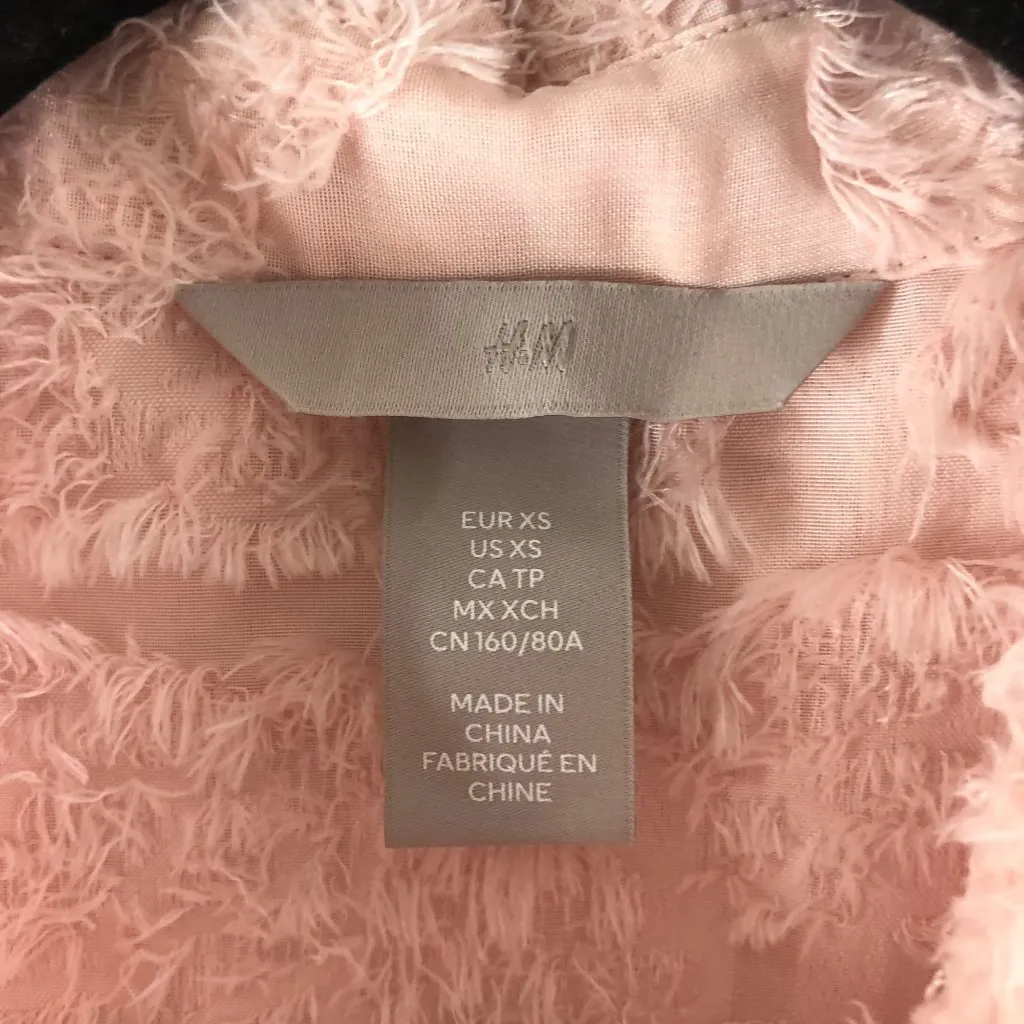 H&M
EUR XS
US XS
CA TP
MX XCH
CN 160/80A
MADE IN
CHINA
FABRIQUÉ EN
CHINE